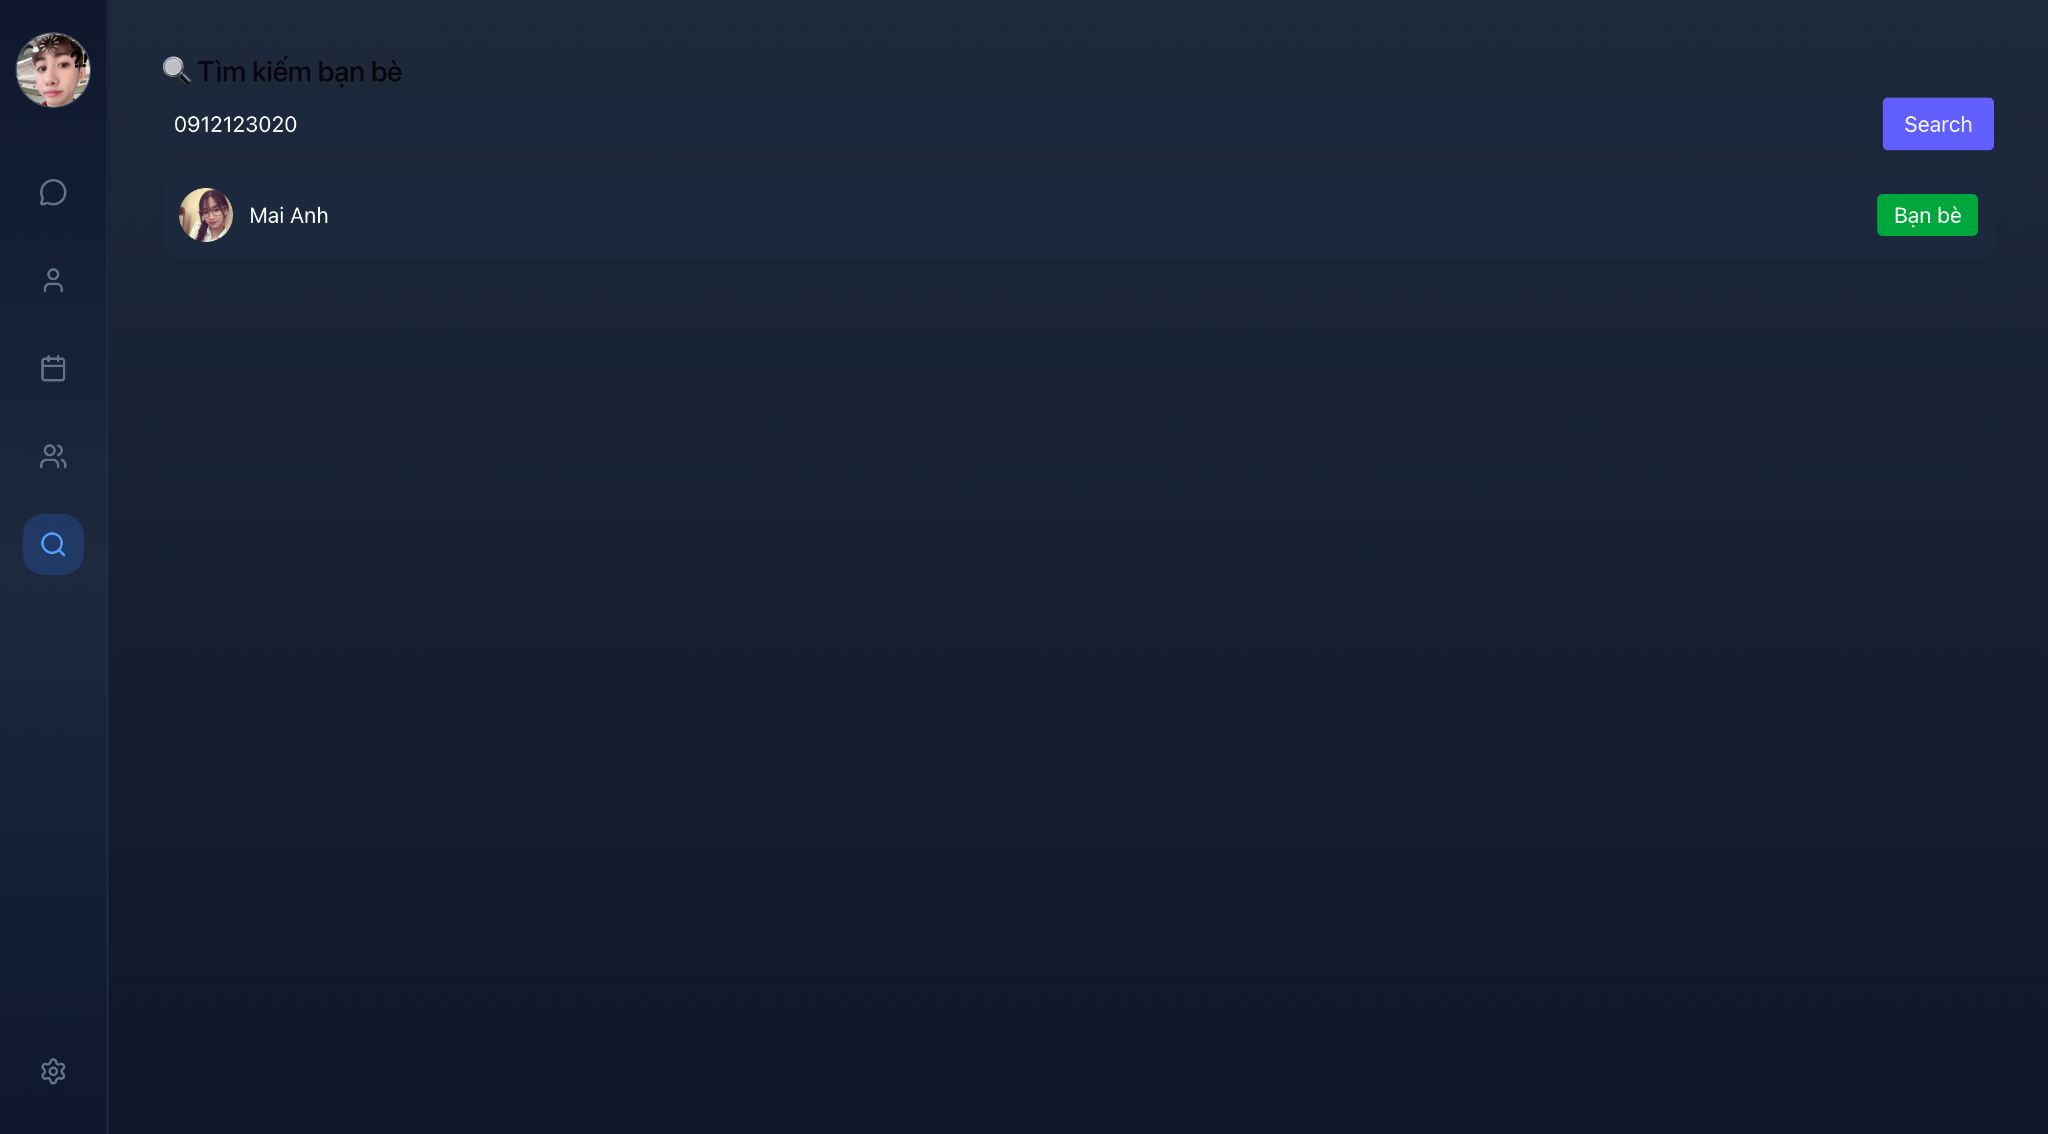 Tìm kiếm bạn bè
0912123020
Search
Mai Anh
Bạn bè